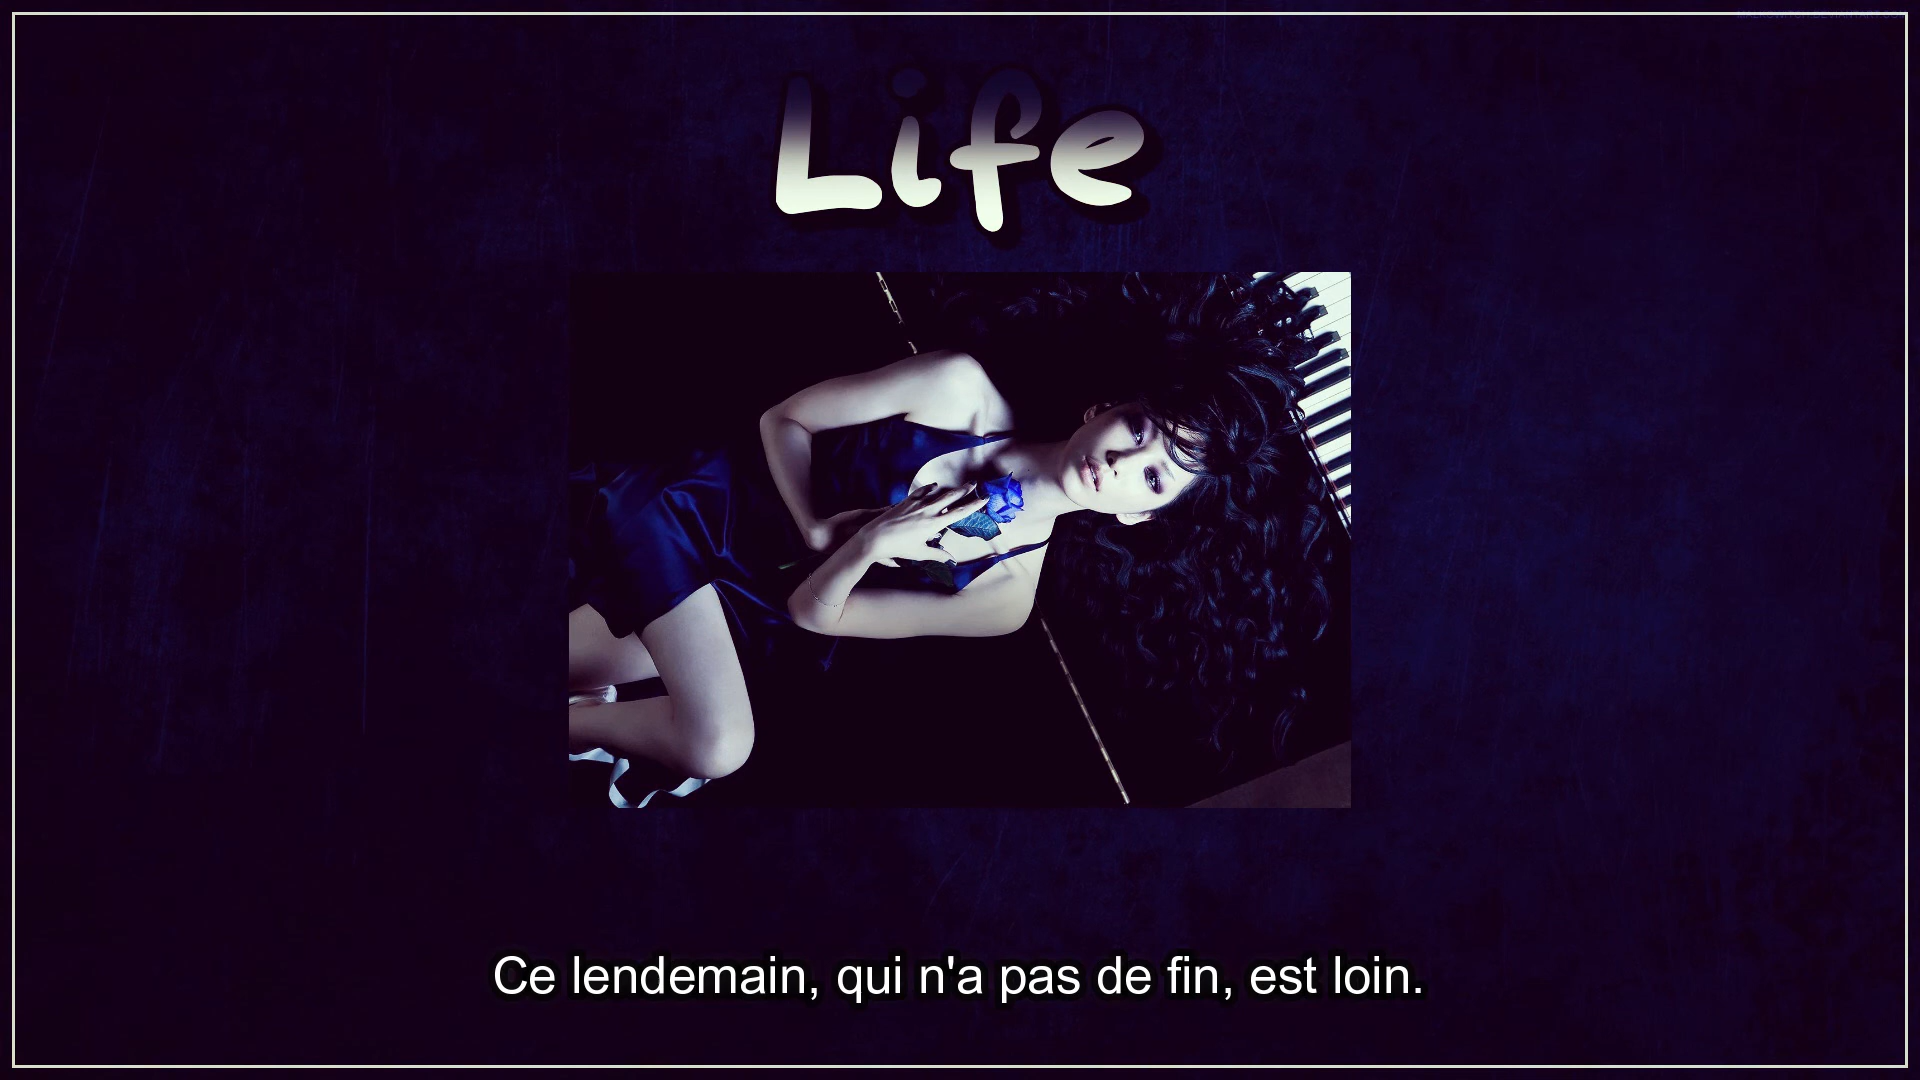 Life
Ce lendemain, qui n'a pas de fin, est loin.